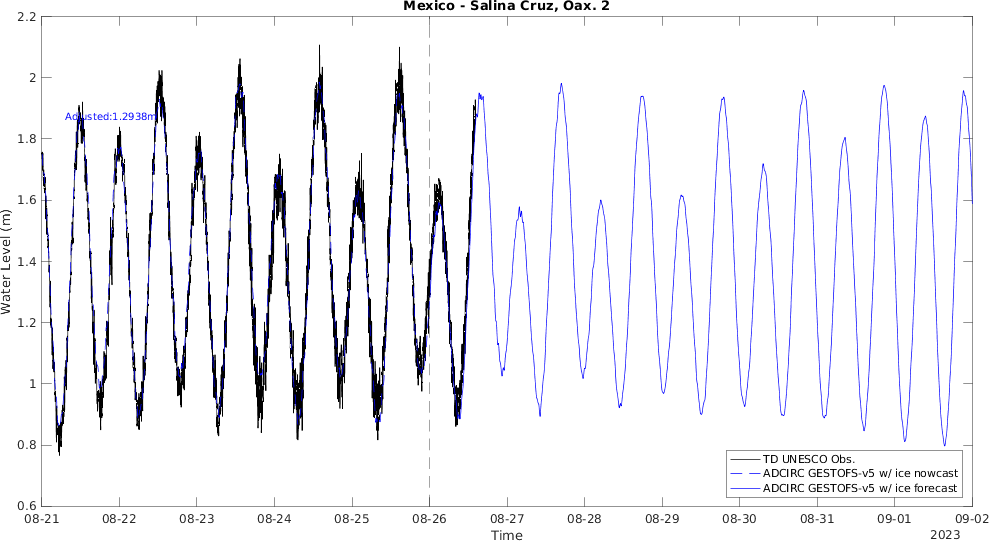 Mexico - Salina Cruz, Oax. 2
2.2
2
1.8
1.6
1.4
1.2
1
0.8
0.6
Water Level (m)
Adjusted:1.2938m
TD UNESCO Obs.
ADCIRC GESTOFS-v5 w/ ice nowcast
ADCIRC GESTOFS-v5 w/ ice forecast
08-21 08-22 08-23 08-24 08-25 08-26 08-27 08-28 08-29 08-30 08-31 09-01 09-02
Time
2023